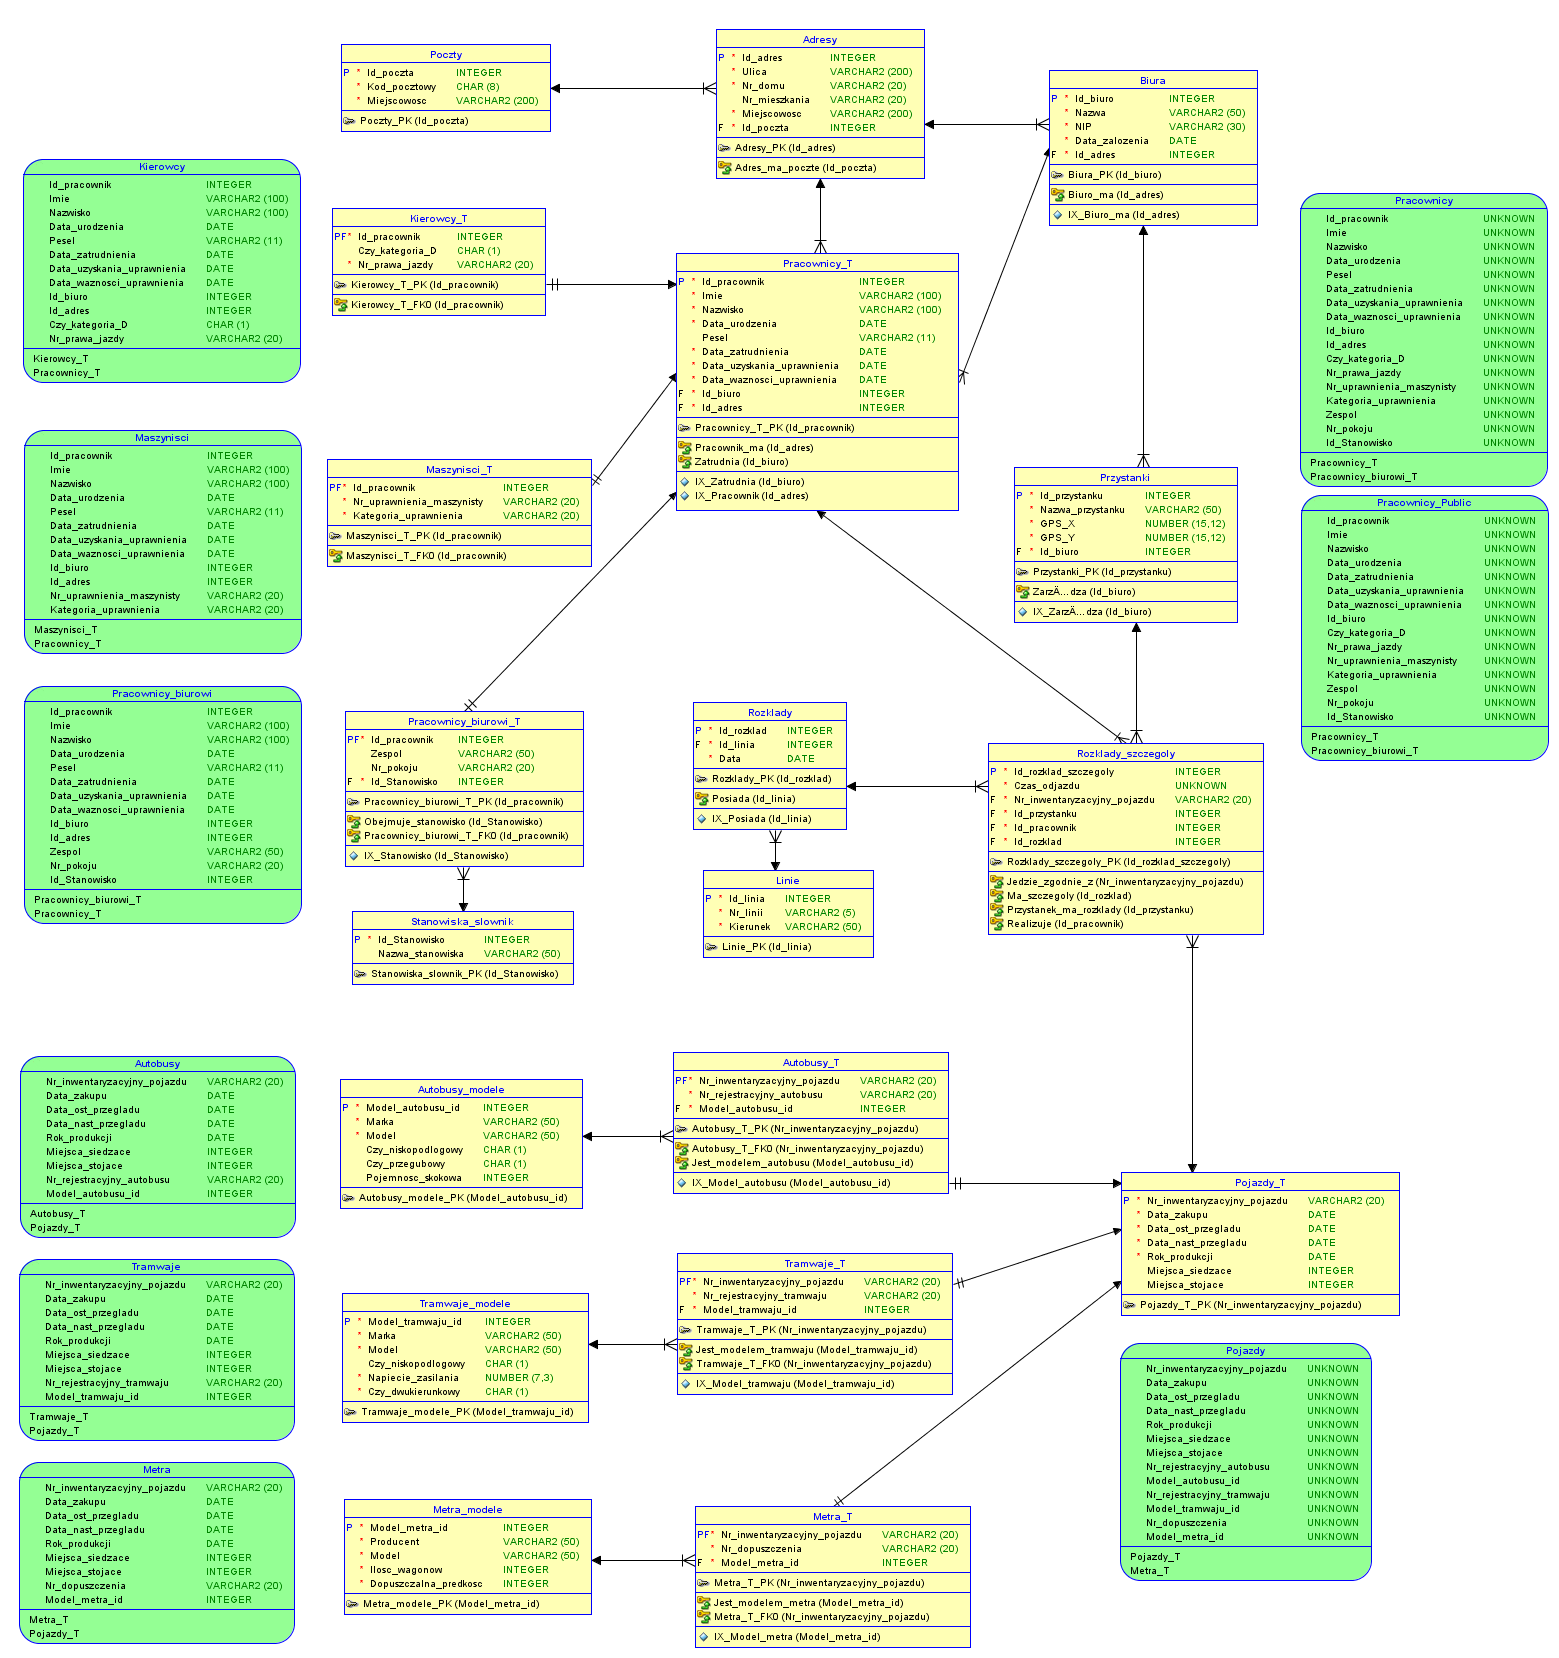 Poczty
P * Id_poczta INTEGER
* Kod_pocztowy CHAR (8)
* Miejscowosc VARCHAR2 (200)
Poczty_PK (Id_poczta)
Adresy
P * Id_adres INTEGER
* Ulica VARCHAR2 (200)
* Nr_domu VARCHAR2 (20)
Nr_mieszkania VARCHAR2 (20)
* Miejscowosc VARCHAR2 (200)
F * Id_poczta INTEGER
Adresy_PK (Id_adres)
Adres_ma_poczte (Id_poczta)
Biura
P * Id_biuro INTEGER
* Nazwa VARCHAR2 (50)
* NIP VARCHAR2 (30)
* Data_zalozenia DATE
F * Id_adres INTEGER
Biura_PK (Id_biuro)
Biuro_ma (Id_adres)
IX_Biuro_ma (Id_adres)
Kierowcy
Id_pracownik INTEGER
Imie VARCHAR2 (100)
Nazwisko VARCHAR2 (100)
Data_urodzenia DATE
Pesel VARCHAR2 (11)
Data_zatrudnienia DATE
Data_uzyskania_uprawnienia DATE
Data_waznosci_uprawnienia DATE
Id_biuro INTEGER
Id_adres INTEGER
Czy_kategoria_D CHAR (1)
Nr_prawa_jazdy VARCHAR2 (20)
Kierowcy_T
Pracownicy_T
Kierowcy_T
PF* Id_pracownik INTEGER
Czy_kategoria_D CHAR (1)
* Nr_prawa_jazdy VARCHAR2 (20)
Kierowcy_T_PK (Id_pracownik)
Kierowcy_T_FK0 (Id_pracownik)
Pracownicy_T
P * Id_pracownik INTEGER
* Imie VARCHAR2 (100)
* Nazwisko VARCHAR2 (100)
* Data_urodzenia DATE
Pesel VARCHAR2 (11)
* Data_zatrudnienia DATE
* Data_uzyskania_uprawnienia DATE
* Data_waznosci_uprawnienia DATE
F * Id_biuro INTEGER
F * Id_adres INTEGER
Pracownicy_T_PK (Id_pracownik)
Pracownik_ma (Id_adres)
Zatrudnia (Id_biuro)
IX_Zatrudnia (Id_biuro)
IX_Pracownik (Id_adres)
Pracownicy
Id_pracownik UNKNOWN
Imie UNKNOWN
Nazwisko UNKNOWN
Data_urodzenia UNKNOWN
Pesel UNKNOWN
Data_zatrudnienia UNKNOWN
Data_uzyskania_uprawnienia UNKNOWN
Data_waznosci_uprawnienia UNKNOWN
Id_biuro UNKNOWN
Id_adres UNKNOWN
Czy_kategoria_D UNKNOWN
Nr_prawa_jazdy UNKNOWN
Nr_uprawnienia_maszynisty UNKNOWN
Kategoria_uprawnienia UNKNOWN
Zespol UNKNOWN
Nr_pokoju UNKNOWN
Id_Stanowisko UNKNOWN
Pracownicy_T
Pracownicy_biurowi_T
Maszynisci
Id_pracownik INTEGER
Imie VARCHAR2 (100)
Nazwisko VARCHAR2 (100)
Data_urodzenia DATE
Pesel VARCHAR2 (11)
Data_zatrudnienia DATE
Data_uzyskania_uprawnienia DATE
Data_waznosci_uprawnienia DATE
Id_biuro INTEGER
Id_adres INTEGER
Nr_uprawnienia_maszynisty VARCHAR2 (20)
Kategoria_uprawnienia VARCHAR2 (20)
Maszynisci_T
Pracownicy_T
Maszynisci_T
PF* Id_pracownik INTEGER
* Nr_uprawnienia_maszynisty VARCHAR2 (20)
* Kategoria_uprawnienia VARCHAR2 (20)
Maszynisci_T_PK (Id_pracownik)
Maszynisci_T_FK0 (Id_pracownik)
Przystanki
P * Id_przystanku INTEGER
* Nazwa_przystanku VARCHAR2 (50)
* GPS_X NUMBER (15,12)
* GPS_Y NUMBER (15,12)
F * Id_biuro INTEGER
Przystanki_PK (Id_przystanku)
ZarzÄ…dza (Id_biuro)
IX_ZarzÄ…dza (Id_biuro)
Pracownicy_Public
Id_pracownik UNKNOWN
Imie UNKNOWN
Nazwisko UNKNOWN
Data_urodzenia UNKNOWN
Data_zatrudnienia UNKNOWN
Data_uzyskania_uprawnienia UNKNOWN
Data_waznosci_uprawnienia UNKNOWN
Id_biuro UNKNOWN
Czy_kategoria_D UNKNOWN
Nr_prawa_jazdy UNKNOWN
Nr_uprawnienia_maszynisty UNKNOWN
Kategoria_uprawnienia UNKNOWN
Zespol UNKNOWN
Nr_pokoju UNKNOWN
Id_Stanowisko UNKNOWN
Pracownicy_T
Pracownicy_biurowi_T
Pracownicy_biurowi
Id_pracownik INTEGER
Imie VARCHAR2 (100)
Nazwisko VARCHAR2 (100)
Data_urodzenia DATE
Pesel VARCHAR2 (11)
Data_zatrudnienia DATE
Data_uzyskania_uprawnienia DATE
Data_waznosci_uprawnienia DATE
Id_biuro INTEGER
Id_adres INTEGER
Zespol VARCHAR2 (50)
Nr_pokoju VARCHAR2 (20)
Id_Stanowisko INTEGER
Pracownicy_biurowi_T
Pracownicy_T
Pracownicy_biurowi_T
PF* Id_pracownik INTEGER
Zespol VARCHAR2 (50)
Nr_pokoju VARCHAR2 (20)
F * Id_Stanowisko INTEGER
Pracownicy_biurowi_T_PK (Id_pracownik)
Obejmuje_stanowisko (Id_Stanowisko)
Pracownicy_biurowi_T_FK0 (Id_pracownik)
IX_Stanowisko (Id_Stanowisko)
Rozklady
P * Id_rozklad INTEGER
F * Id_linia INTEGER
* Data DATE
Rozklady_PK (Id_rozklad)
Posiada (Id_linia)
IX_Posiada (Id_linia)
Rozklady_szczegoly
P * Id_rozklad_szczegoly INTEGER
* Czas_odjazdu UNKNOWN
F * Nr_inwentaryzacyjny_pojazdu VARCHAR2 (20)
F * Id_przystanku INTEGER
F * Id_pracownik INTEGER
F * Id_rozklad INTEGER
Rozklady_szczegoly_PK (Id_rozklad_szczegoly)
Jedzie_zgodnie_z (Nr_inwentaryzacyjny_pojazdu)
Ma_szczegoly (Id_rozklad)
Przystanek_ma_rozklady (Id_przystanku)
Realizuje (Id_pracownik)
Linie
P * Id_linia INTEGER
* Nr_linii VARCHAR2 (5)
* Kierunek VARCHAR2 (50)
Linie_PK (Id_linia)
Stanowiska_slownik
P * Id_Stanowisko INTEGER
Nazwa_stanowiska VARCHAR2 (50)
Stanowiska_slownik_PK (Id_Stanowisko)
Autobusy
Nr_inwentaryzacyjny_pojazdu VARCHAR2 (20)
Data_zakupu DATE
Data_ost_przegladu DATE
Data_nast_przegladu DATE
Rok_produkcji DATE
Miejsca_siedzace INTEGER
Miejsca_stojace INTEGER
Nr_rejestracyjny_autobusu VARCHAR2 (20)
Model_autobusu_id INTEGER
Autobusy_T
Pojazdy_T
Autobusy_modele
P * Model_autobusu_id INTEGER
* Marka VARCHAR2 (50)
* Model VARCHAR2 (50)
Czy_niskopodlogowy CHAR (1)
Czy_przegubowy CHAR (1)
Pojemnosc_skokowa INTEGER
Autobusy_modele_PK (Model_autobusu_id)
Autobusy_T
PF* Nr_inwentaryzacyjny_pojazdu VARCHAR2 (20)
* Nr_rejestracyjny_autobusu VARCHAR2 (20)
F * Model_autobusu_id INTEGER
Autobusy_T_PK (Nr_inwentaryzacyjny_pojazdu)
Autobusy_T_FK0 (Nr_inwentaryzacyjny_pojazdu)
Jest_modelem_autobusu (Model_autobusu_id)
IX_Model_autobusu (Model_autobusu_id)
Pojazdy_T
P * Nr_inwentaryzacyjny_pojazdu VARCHAR2 (20)
* Data_zakupu DATE
* Data_ost_przegladu DATE
* Data_nast_przegladu DATE
* Rok_produkcji DATE
Miejsca_siedzace INTEGER
Miejsca_stojace INTEGER
Pojazdy_T_PK (Nr_inwentaryzacyjny_pojazdu)
Tramwaje
Nr_inwentaryzacyjny_pojazdu VARCHAR2 (20)
Data_zakupu DATE
Data_ost_przegladu DATE
Data_nast_przegladu DATE
Rok_produkcji DATE
Miejsca_siedzace INTEGER
Miejsca_stojace INTEGER
Nr_rejestracyjny_tramwaju VARCHAR2 (20)
Model_tramwaju_id INTEGER
Tramwaje_T
Pojazdy_T
Tramwaje_modele
P * Model_tramwaju_id INTEGER
* Marka VARCHAR2 (50)
* Model VARCHAR2 (50)
Czy_niskopodlogowy CHAR (1)
* Napiecie_zasilania NUMBER (7,3)
* Czy_dwukierunkowy CHAR (1)
Tramwaje_modele_PK (Model_tramwaju_id)
Tramwaje_T
PF* Nr_inwentaryzacyjny_pojazdu VARCHAR2 (20)
* Nr_rejestracyjny_tramwaju VARCHAR2 (20)
F * Model_tramwaju_id INTEGER
Tramwaje_T_PK (Nr_inwentaryzacyjny_pojazdu)
Jest_modelem_tramwaju (Model_tramwaju_id)
Tramwaje_T_FK0 (Nr_inwentaryzacyjny_pojazdu)
IX_Model_tramwaju (Model_tramwaju_id)
Pojazdy
Nr_inwentaryzacyjny_pojazdu UNKNOWN
Data_zakupu UNKNOWN
Data_ost_przegladu UNKNOWN
Data_nast_przegladu UNKNOWN
Rok_produkcji UNKNOWN
Miejsca_siedzace UNKNOWN
Miejsca_stojace UNKNOWN
Nr_rejestracyjny_autobusu UNKNOWN
Model_autobusu_id UNKNOWN
Nr_rejestracyjny_tramwaju UNKNOWN
Model_tramwaju_id UNKNOWN
Nr_dopuszczenia UNKNOWN
Model_metra_id UNKNOWN
Pojazdy_T
Metra_T
Metra
Nr_inwentaryzacyjny_pojazdu VARCHAR2 (20)
Data_zakupu DATE
Data_ost_przegladu DATE
Data_nast_przegladu DATE
Rok_produkcji DATE
Miejsca_siedzace INTEGER
Miejsca_stojace INTEGER
Nr_dopuszczenia VARCHAR2 (20)
Model_metra_id INTEGER
Metra_T
Pojazdy_T
Metra_modele
P * Model_metra_id INTEGER
* Producent VARCHAR2 (50)
* Model VARCHAR2 (50)
* Ilosc_wagonow INTEGER
* Dopuszczalna_predkosc INTEGER
Metra_modele_PK (Model_metra_id)
Metra_T
PF* Nr_inwentaryzacyjny_pojazdu VARCHAR2 (20)
* Nr_dopuszczenia VARCHAR2 (20)
F * Model_metra_id INTEGER
Metra_T_PK (Nr_inwentaryzacyjny_pojazdu)
Jest_modelem_metra (Model_metra_id)
Metra_T_FK0 (Nr_inwentaryzacyjny_pojazdu)
IX_Model_metra (Model_metra_id)